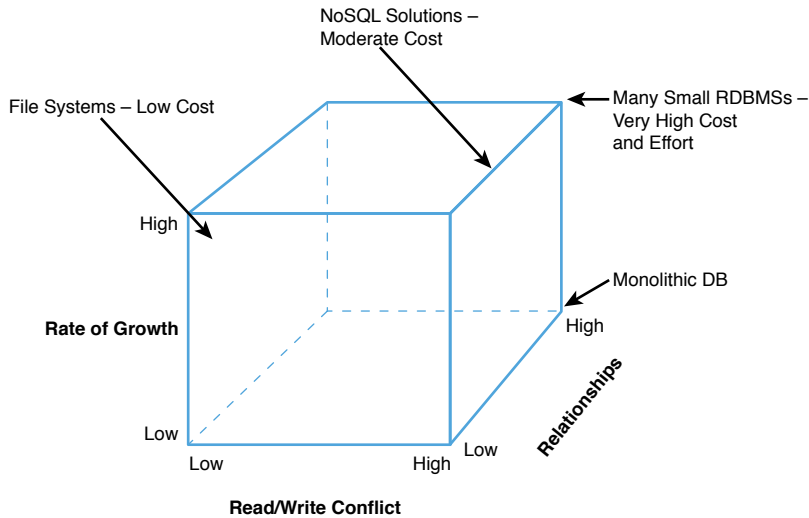 NoSQL Solutions –
Moderate Cost
File Systems – Low Cost
Many Small RDBMSs –
Very High Cost
and Effort
High
Monolithic DB
High
Rate of Growth
Relationships
Low
Low
High
Low
Read/Write Conflict